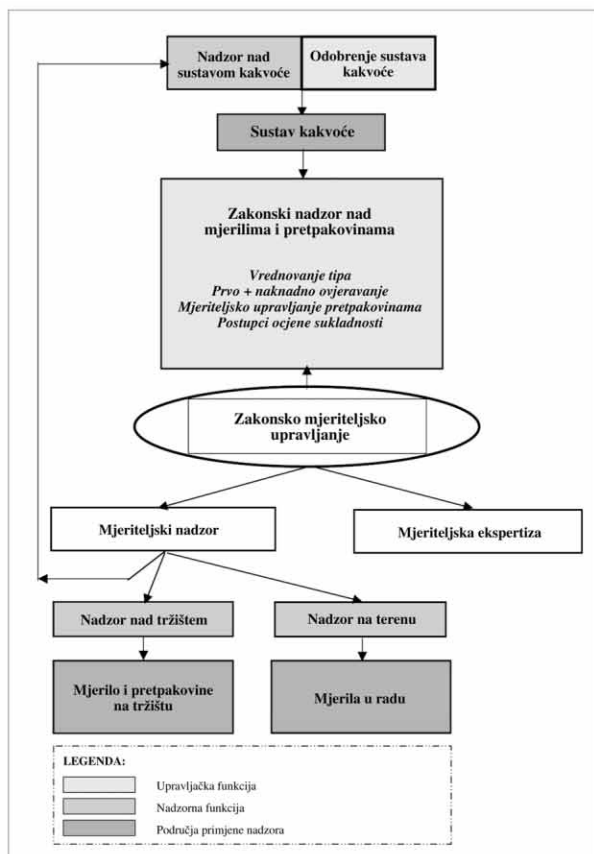 Nadzor nad
sustavom kakvoće
Odobrenje sustava
kakvoće
Sustav kakvoće
Zakonski nadzor nad
mjerilima i pretpakovinama
Vrednovanje tipa
Prvo + naknadno ovjeravanje
Mjeriteljsko upravljanje pretpakovinama
Postupci ocjene sukladnosti
Zakonsko mjeriteljsko
upravljanje
Mjeriteljski nadzor
Mjeriteljska ekspertiza
Nadzor nad tržištem
Nadzor na terenu
Mjerilo i pretpakovine
na tržištu
Mjerila u radu
LEGENDA:
Upravljačka funkcija
Nadzorna funkcija
Područja primjene nadzora